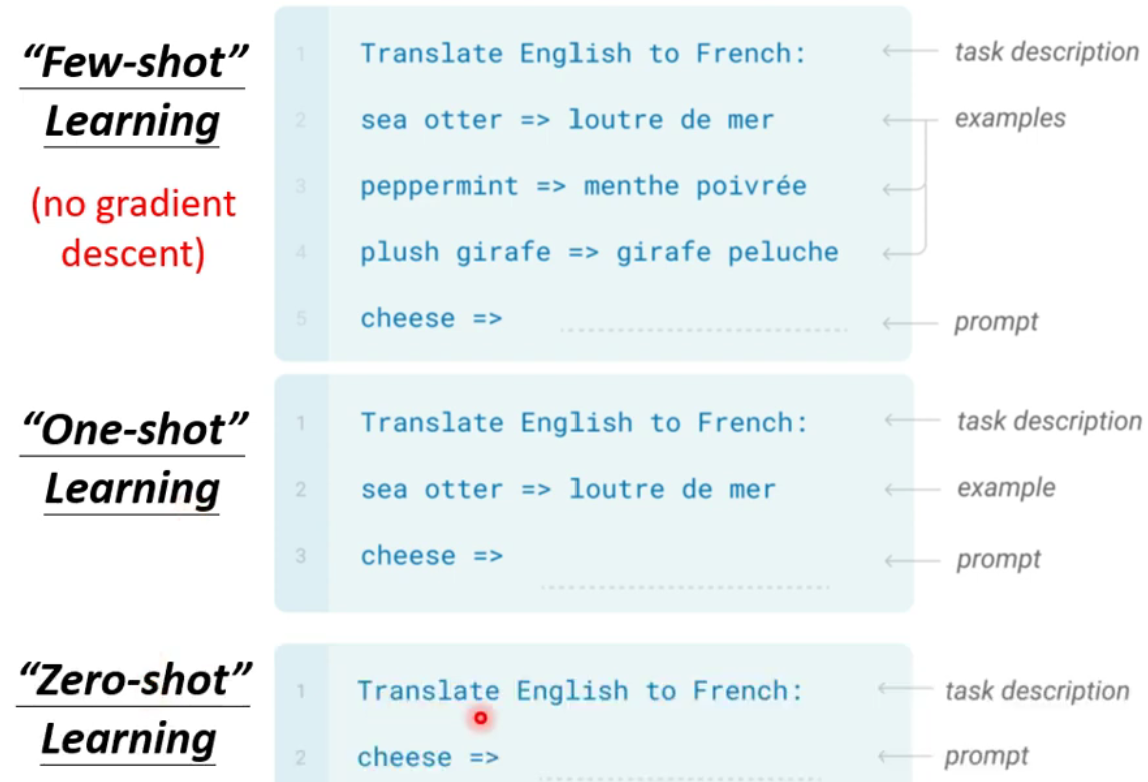 “Few-shot”
Learning
(no gradient
descent)
1 Translate English to French: task description
2 sea otter => loutre de mer examples
3 peppermint => menthe poivrée
4 plush girafe => girafe peluche
5 cheese => prompt
“One-shot”
Learning
1 Translate English to French: task description
2 sea otter => loutre de mer example
3 cheese => prompt
“Zero-shot”
Learning
1 Translate English to French: task description
2 cheese => prompt